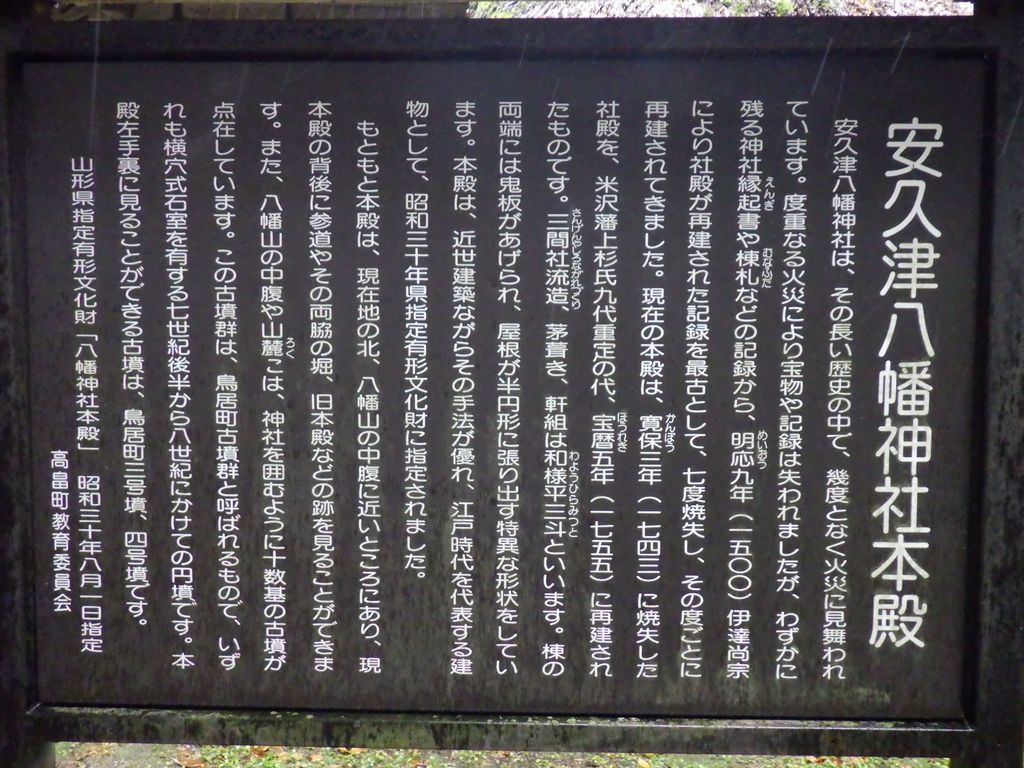 安久津八幡神社本殿
安久津八幡神社は、その長い歴史の中で、幾度となく火災に見舞われ
ています。度重なる火災により宝物や記録は失われましたが、わずかに
残る神社縁起書や棟札などの記録から、明応九年（一五〇〇）伊達尚宗
により社殿が再建された記録を最古として、七度焼失し、その度ごとに
再建されてきました。現在の本殿は、寛保三年（一七四三）に焼失した
社殿を、米沢藩上杉氏九代重定の代、宝暦五年（一七五五）に再建され
たものです。三間社流造、茅葺き、軒組は和様平三斗といいます。棟の
両端には鬼板があげられ、屋根が半円形に張り出す特異な形状をしてい
ます。本殿は、近世建築ながらその手法が優れ、江戸時代を代表する建
物として、昭和三十年県指定有形文化財に指定されました。
もともと本殿は、現在地の北、八幡山の中腹に近いところにあり、現
本殿の背後に参道やその両脇の堀、旧本殿などの跡を見ることができま
す。また、八幡山の中腹や山麓には、神社を囲むように十数基の古墳が
点在しています。この古墳群は、鳥居町古墳群と呼ばれるもので、いず
れも横穴式石室を有する七世紀後半から八世紀にかけての円墳です。本
殿左手裏に見ることができる古墳は、鳥居町三号墳、四号墳です。
山形県指定有形文化財「八幡神社本殿」　昭和三十年八月一日指定
高畠町教育委員会